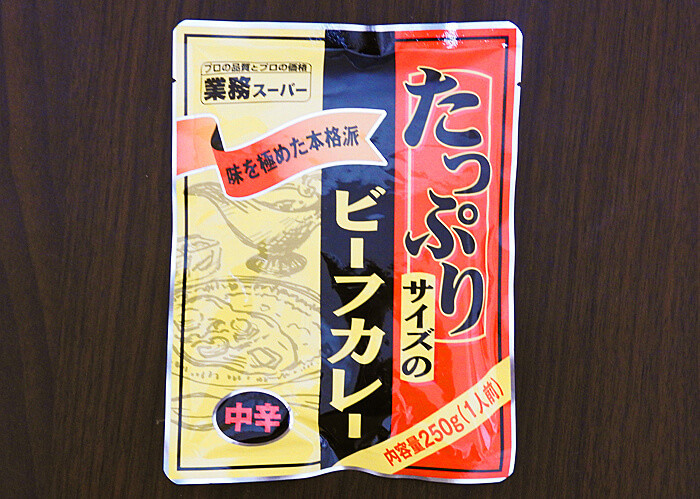 プロの品質とプロの価格
業務スーパー
味を極めた本格派
たっぷり
サイズの
ビーフカレー
中辛
内容量250g(1人前)